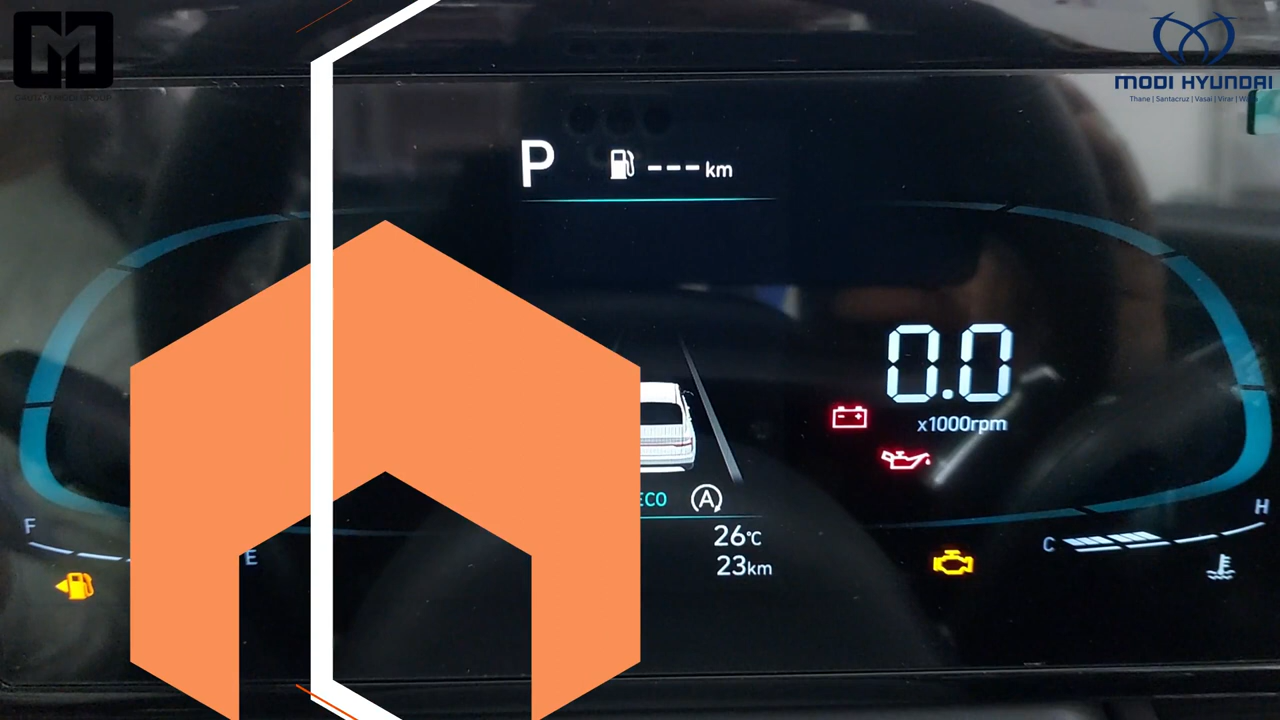 MODI HYUNDAI
Thane | Santacruz | Vasai | Virar |
P --- km
0.0
x1000rpm
ECO A
F
E
C
H
26°C
23km